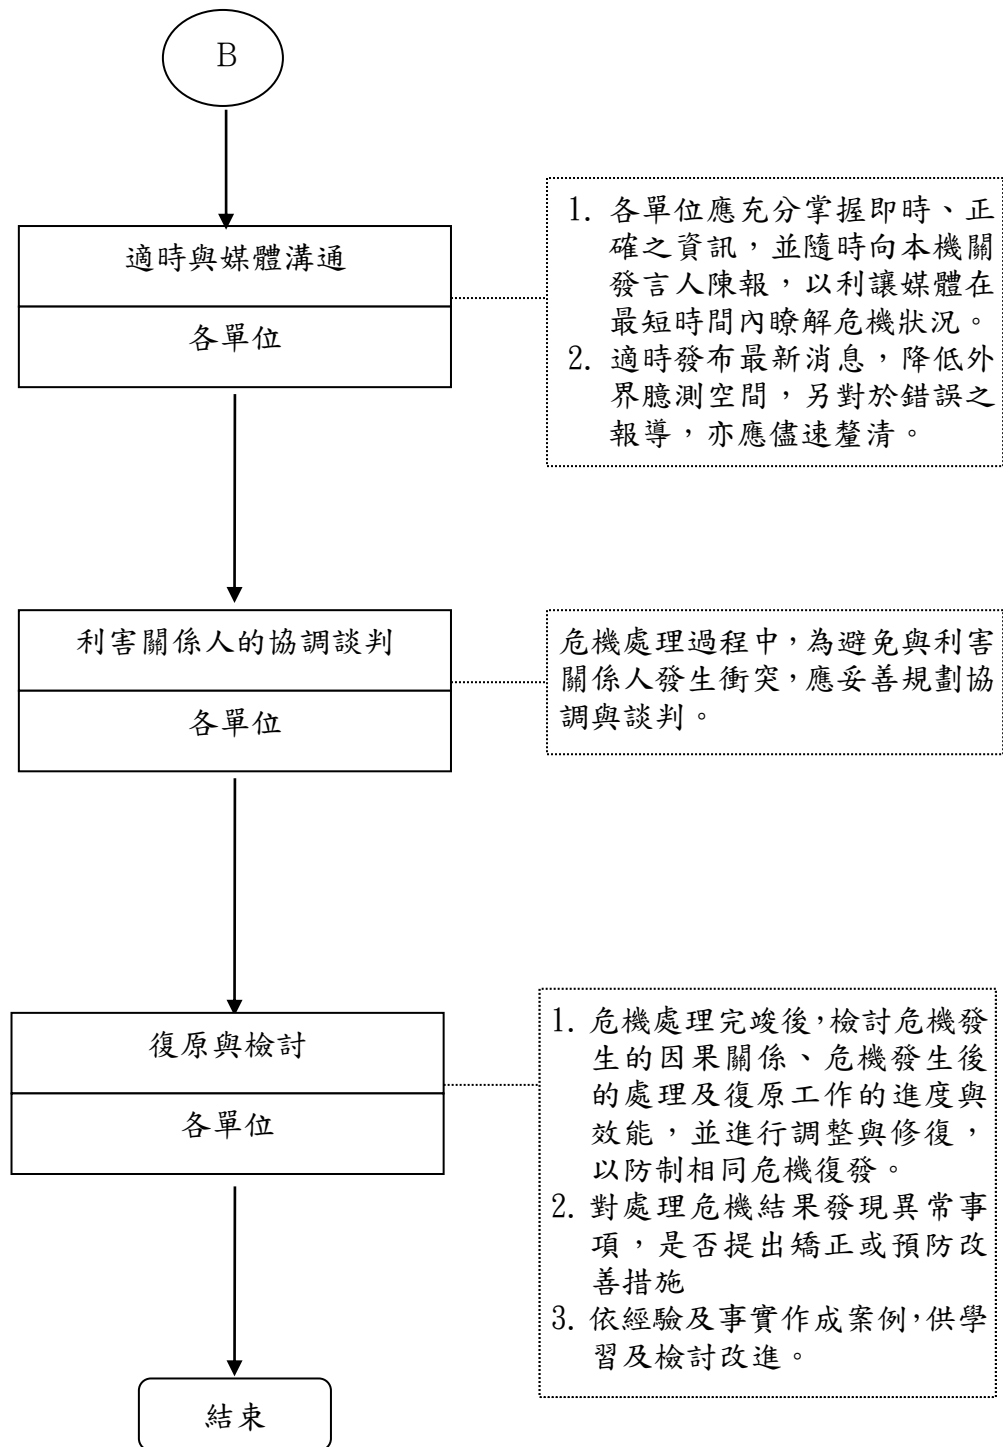 B
適時與媒體溝通
各單位
1. 各單位應充分掌握即時、正
確之資訊，並隨時向本機關
發言人陳報，以利讓媒體在
最短時間內瞭解危機狀況。
2. 適時發布最新消息，降低外
界臆測空間，另對於錯誤之
報導，亦應儘速釐清。
利害關係人的協調談判
各單位
危機處理過程中，為避免與利害
關係人發生衝突，應妥善規劃協
調與談判。
復原與檢討
各單位
1. 危機處理完竣後，檢討危機發
生的因果關係、危機發生後
的處理及復原工作的進度與
效能，並進行調整與修復，
以防制相同危機復發。
2. 對處理危機結果發現異常事
項，是否提出矯正或預防改
善措施
3. 依經驗及事實作成案例，供學
習及檢討改進。
結束